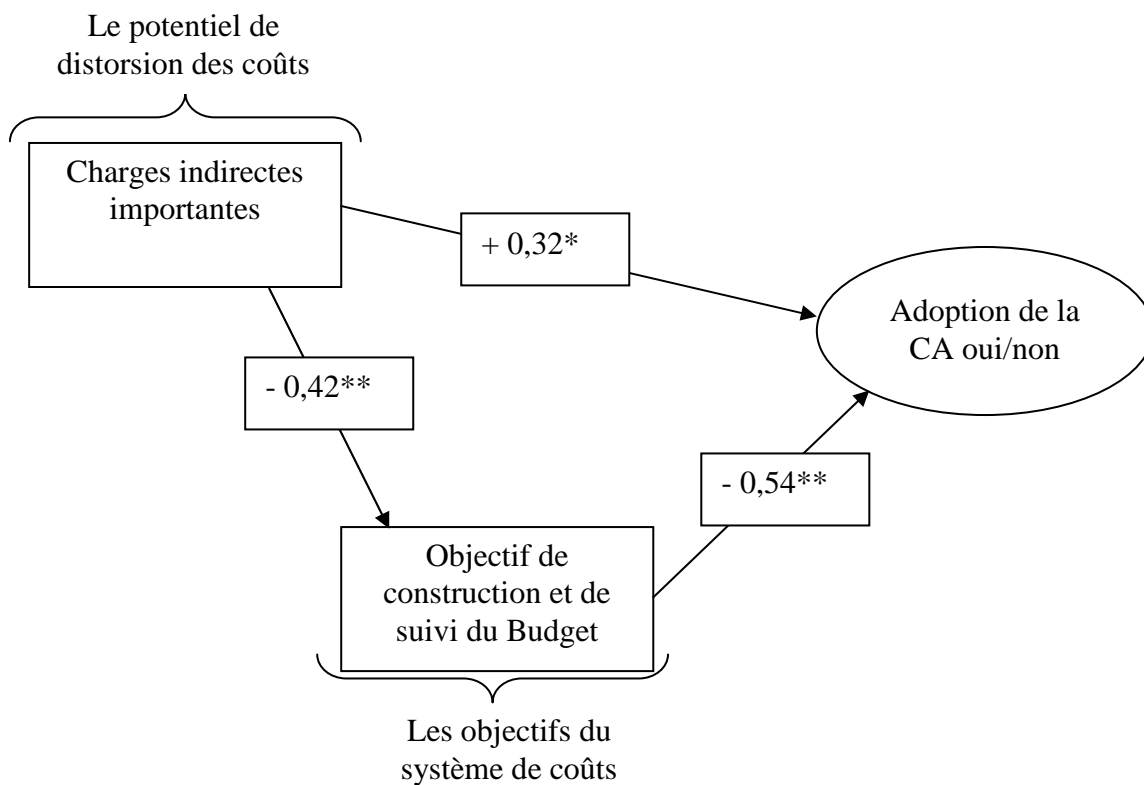 Le potentiel de
distorsion des coûts
Charges indirectes
importantes
+ 0,32*
Adoption de la
CA oui/non
- 0,42**
- 0,54**
Objectif de
construction et de
suivi du Budget
Les objectifs du
système de coûts